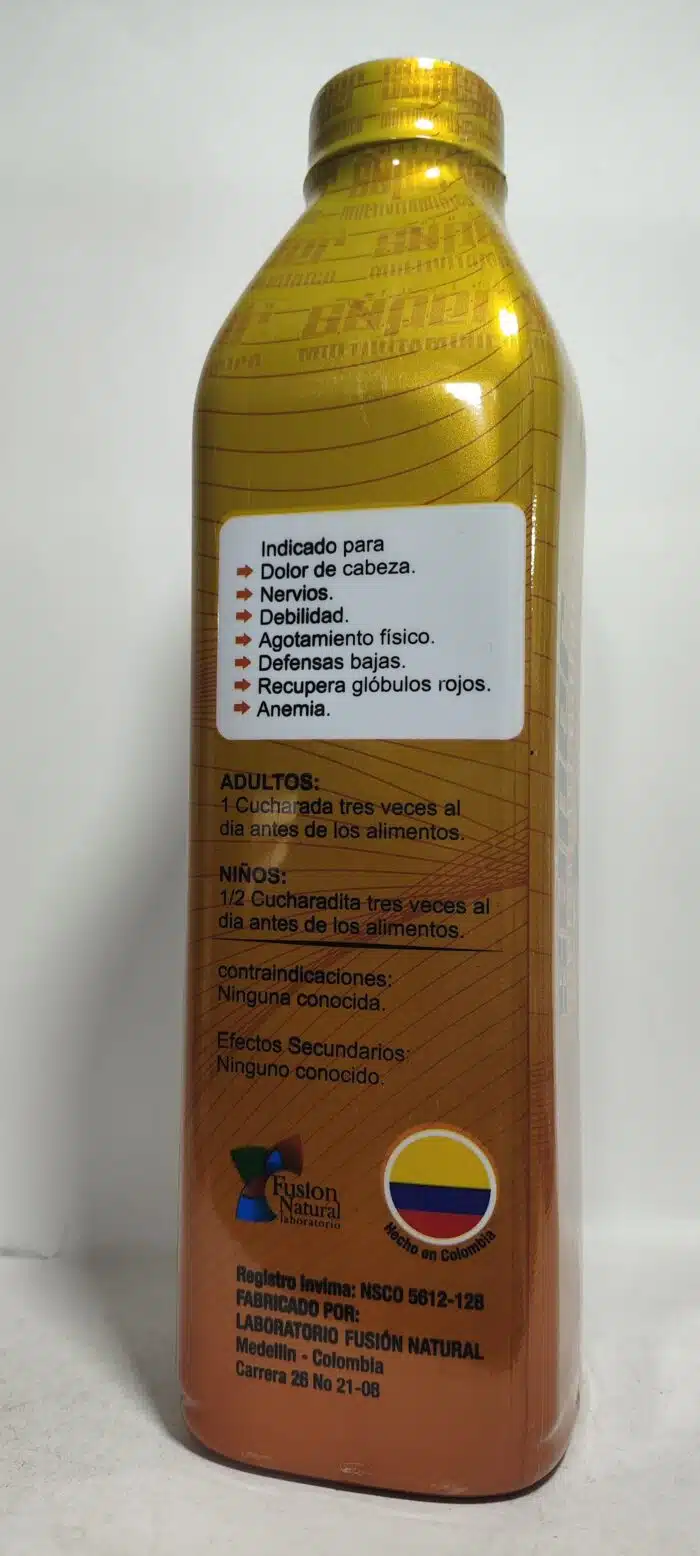 Súper
MULTIVITAMINICO
Indicado para
Dolor de cabeza.
Nervios.
Debilidad.
Agotamiento físico.
Defensas bajas.
Recupera glóbulos rojos.
Anemia.
ADULTOS:
1 Cucharada tres veces al
dia antes de los alimentos.
NIÑOS:
1/2 Cucharadita tres veces al
dia antes de los alimentos.
contraindicaciones:
Ninguna conocida.
Efectos Secundarios:
Ninguno conocido.
Fusion
Natural
laboratorio
Hecho en Colombia
Registro Invima: NSCO 5612-12B
FABRICADO POR:
LABORATORIO FUSIÓN NATURAL
Medellin - Colombia
Carrera 26 No 21-08